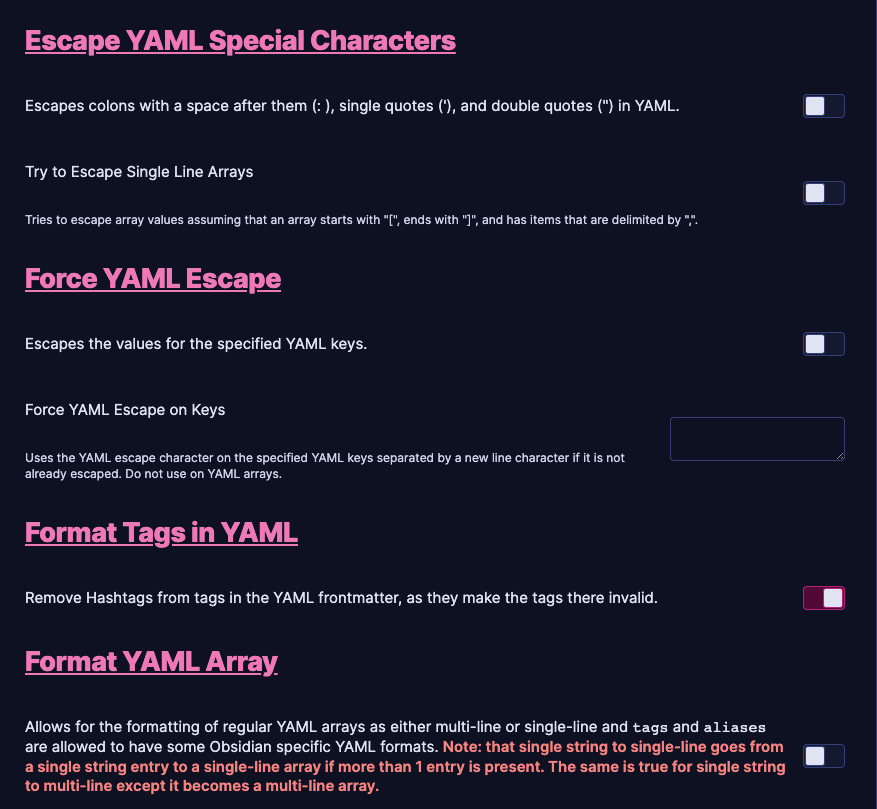 Escape YAML Special Characters
Escapes colons with a space after them (: ), single quotes ('), and double quotes (") in YAML.
Try to Escape Single Line Arrays
Tries to escape array values assuming that an array starts with "[", ends with "]", and has items that are delimited by ",".
Force YAML Escape
Escapes the values for the specified YAML keys.
Force YAML Escape on Keys
Uses the YAML escape character on the specified YAML keys separated by a new line character if it is not
already escaped. Do not use on YAML arrays.
Format Tags in YAML
Remove Hashtags from tags in the YAML frontmatter, as they make the tags there invalid.
Format YAML Array
Allows for the formatting of regular YAML arrays as either multi-line or single-line and tags and aliases
are allowed to have some Obsidian specific YAML formats. Note: that single string to single-line goes from
a single string entry to a single-line array if more than 1 entry is present. The same is true for single string
to multi-line except it becomes a multi-line array.